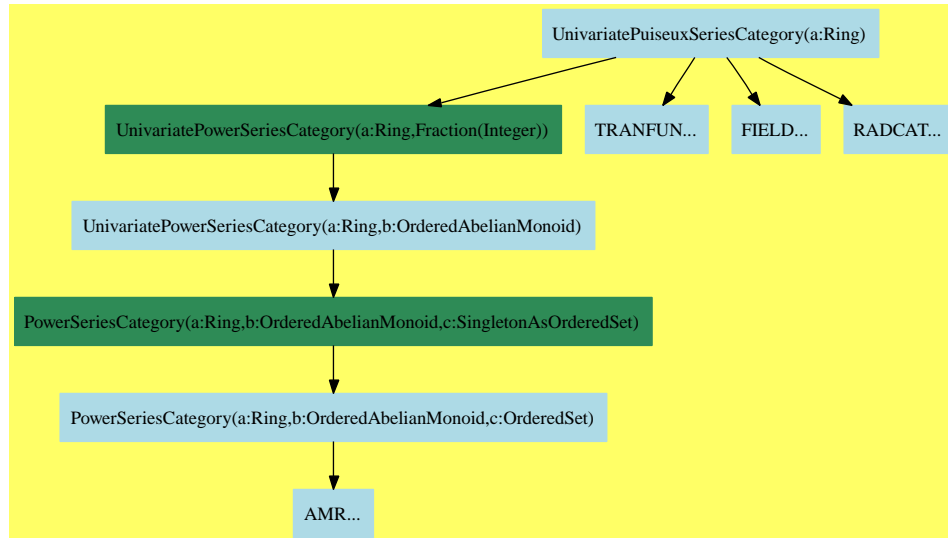 UnivariatePuiseuxSeriesCategory(a:Ring)
UnivariatePowerSeriesCategory(a:Ring,Fraction(Integer))
TRANFUN...
FIELD...
RADCAT...
UnivariatePowerSeriesCategory(a:Ring,b:OrderedAbelianMonoid)
PowerSeriesCategory(a:Ring,b:OrderedAbelianMonoid,c:SingletonAsOrderedSet)
PowerSeriesCategory(a:Ring,b:OrderedAbelianMonoid,c:OrderedSet)
AMR...